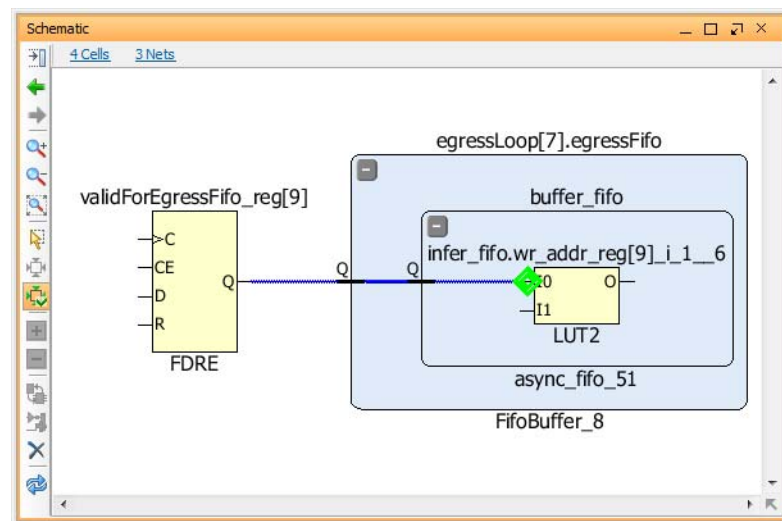 Schematic
4 Cells 3 Nets
egressLoop[7].egressFifo
validForEgressFifo_reg[9]
buffer_fifo
infer_fifo.wr_addr_reg[9]_i_1__6
C
CE
D
R
Q
Q
Q
I0
I1
O
FDRE
LUT2
async_fifo_51
FifoBuffer_8